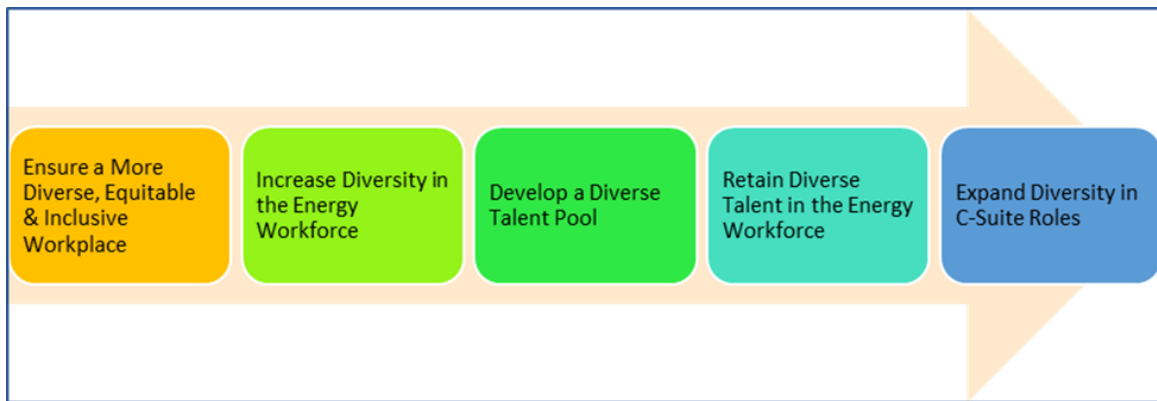 Ensure a More
Diverse, Equitable
& Inclusive
Workplace
Increase Diversity in
the Energy
Workforce
Develop a Diverse
Talent Pool
Retain Diverse
Talent in the Energy
Workforce
Expand Diversity in
C-Suite Roles